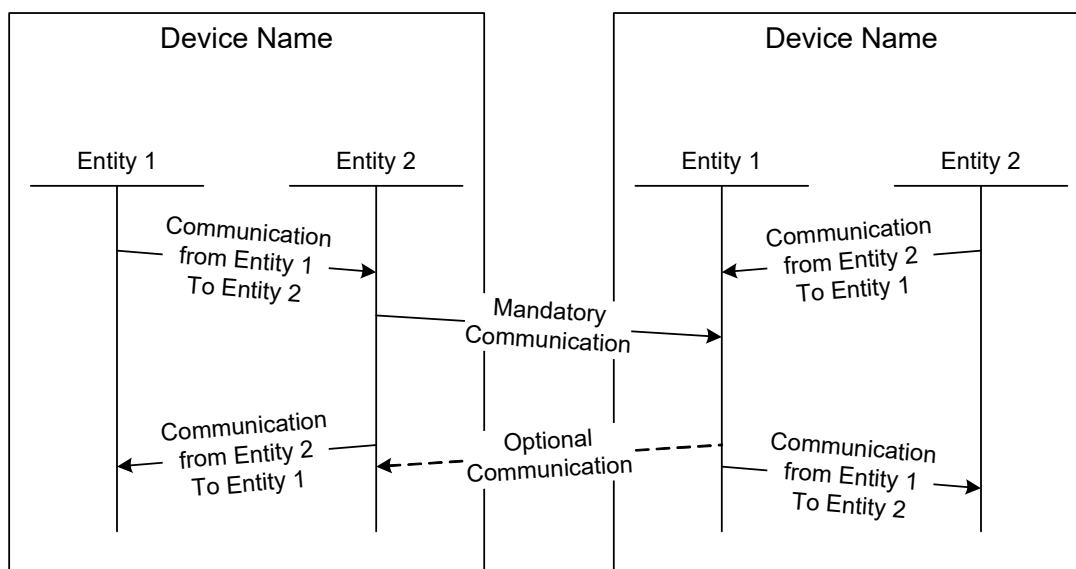 Device Name
Device Name
Entity 1
Entity 2
Entity 1
Entity 2
Communication
from Entity 1
To Entity 2
Communication
from Entity 2
To Entity 1
Mandatory
Communication
Communication
from Entity 2
To Entity 1
Optional
Communication
Communication
from Entity 1
To Entity 2